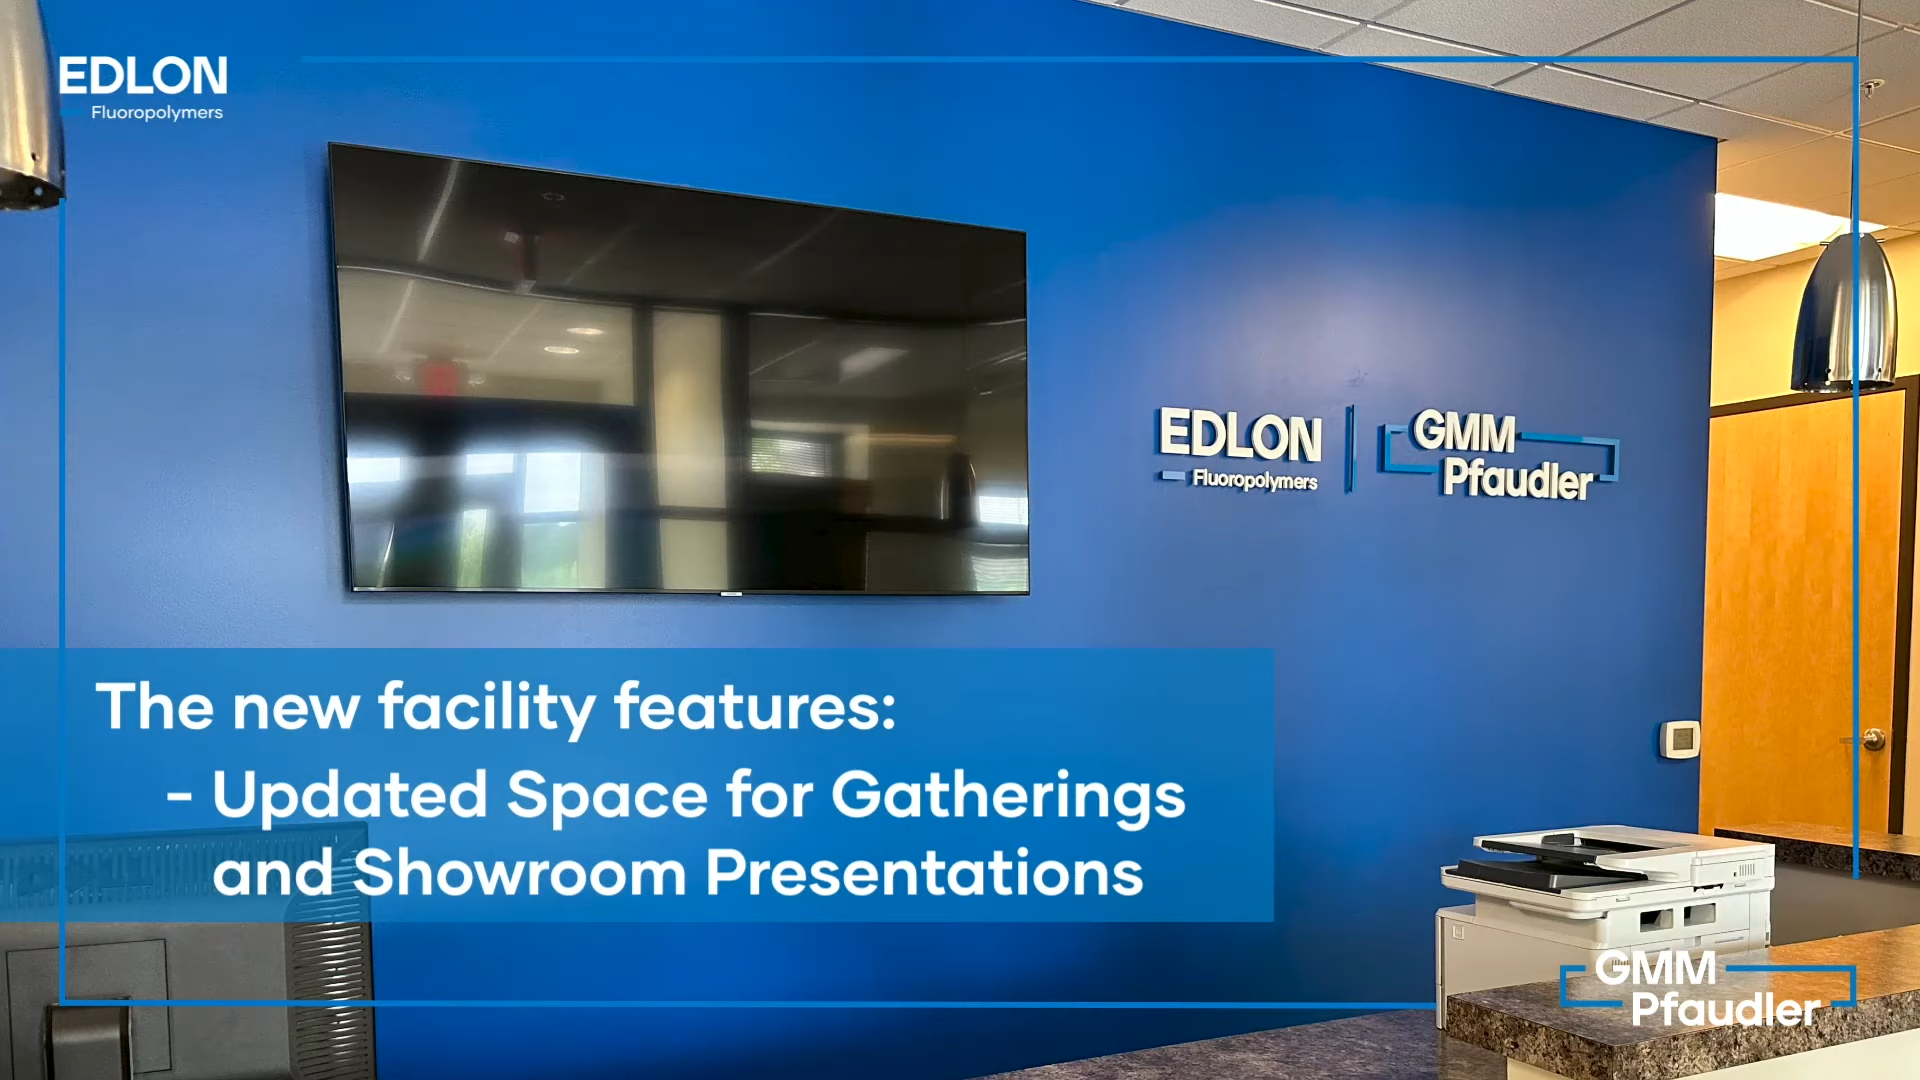 EDLON
Fluoropolymers
EDLON
Fluoropolymers
GMM
Pfaudler
The new facility features:
- Updated Space for Gatherings
and Showroom Presentations
GMM
Pfaudler